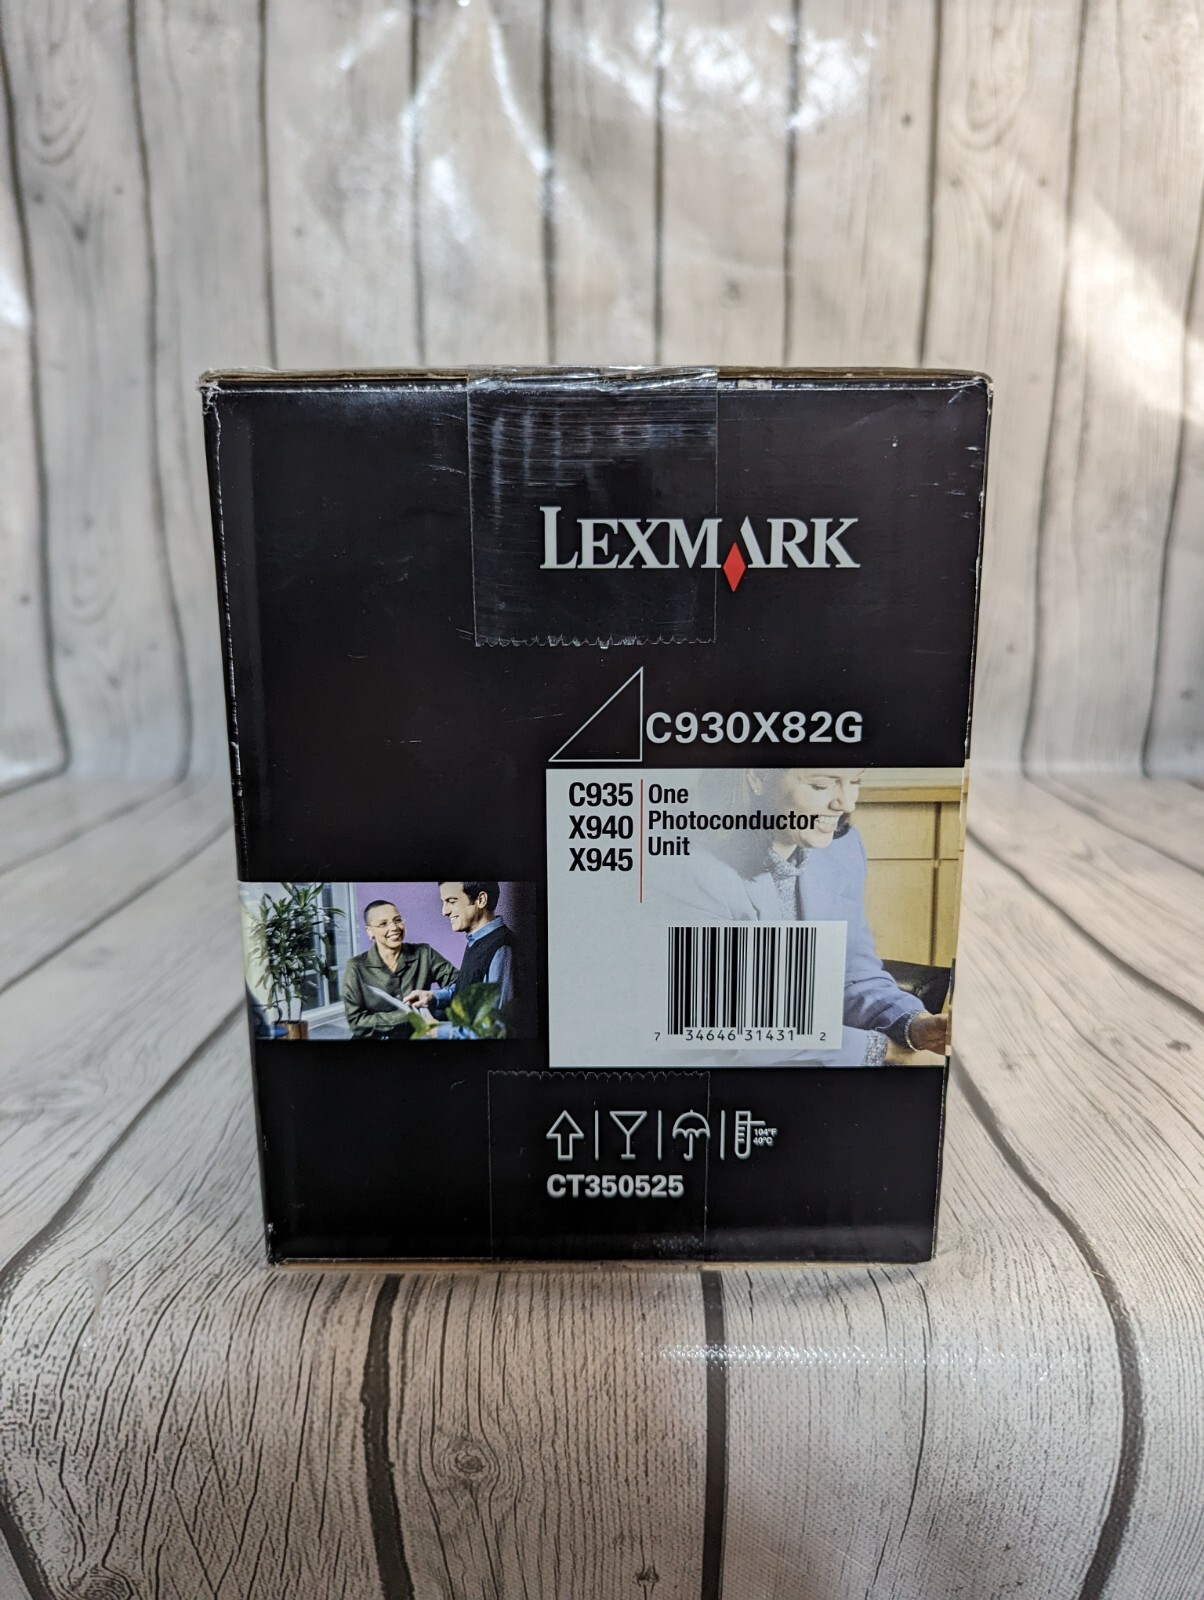 LEXMARK
C930X82G
C935
X940
X945
One
Photoconductor
Unit
7 34646 31431 2
104°F
40°C
CT350525